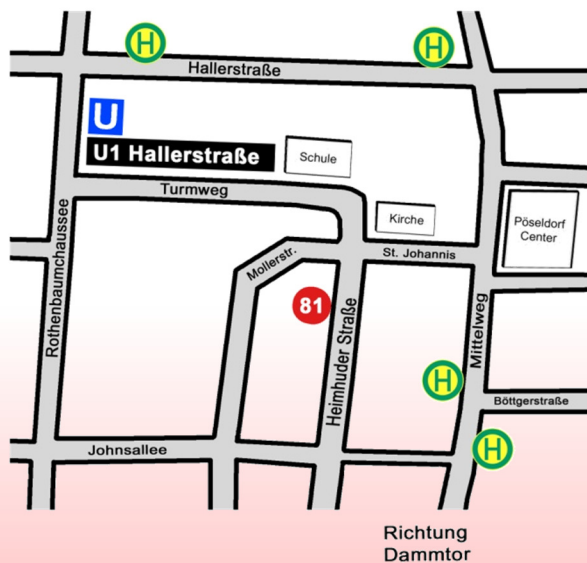 H
H
Hallerstraße
U
U1 Hallerstraße
Schule
Turmweg
Kirche
Pöseldorf
Center
St. Johannis
Mollerstr.
Rothenbaumchaussee
81
Heimhuder Straße
Mittelweg
H
Böttgerstraße
Johnsallee
H
Richtung
Dammtor